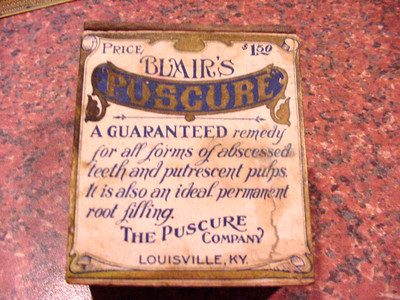 PRICE $1.50
BLAIR'S
PUSCURE
A GUARANTEED remedy
for all forms of abscessed
teeth and putrescent pulps.
It is also an ideal permanent
root filling.
THE PUSCURE
COMPANY
LOUISVILLE, KY.